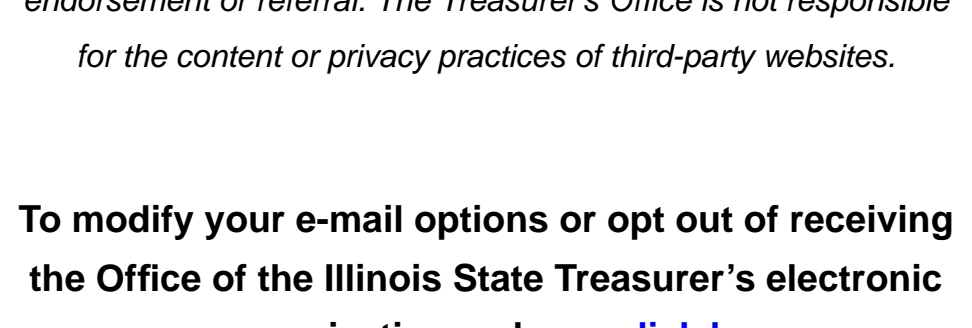 endorsement or referral. The Treasurer's Office is not responsible
for the content or privacy practices of third-party websites.
To modify your e-mail options or opt out of receiving
the Office of the Illinois State Treasurer’s electronic